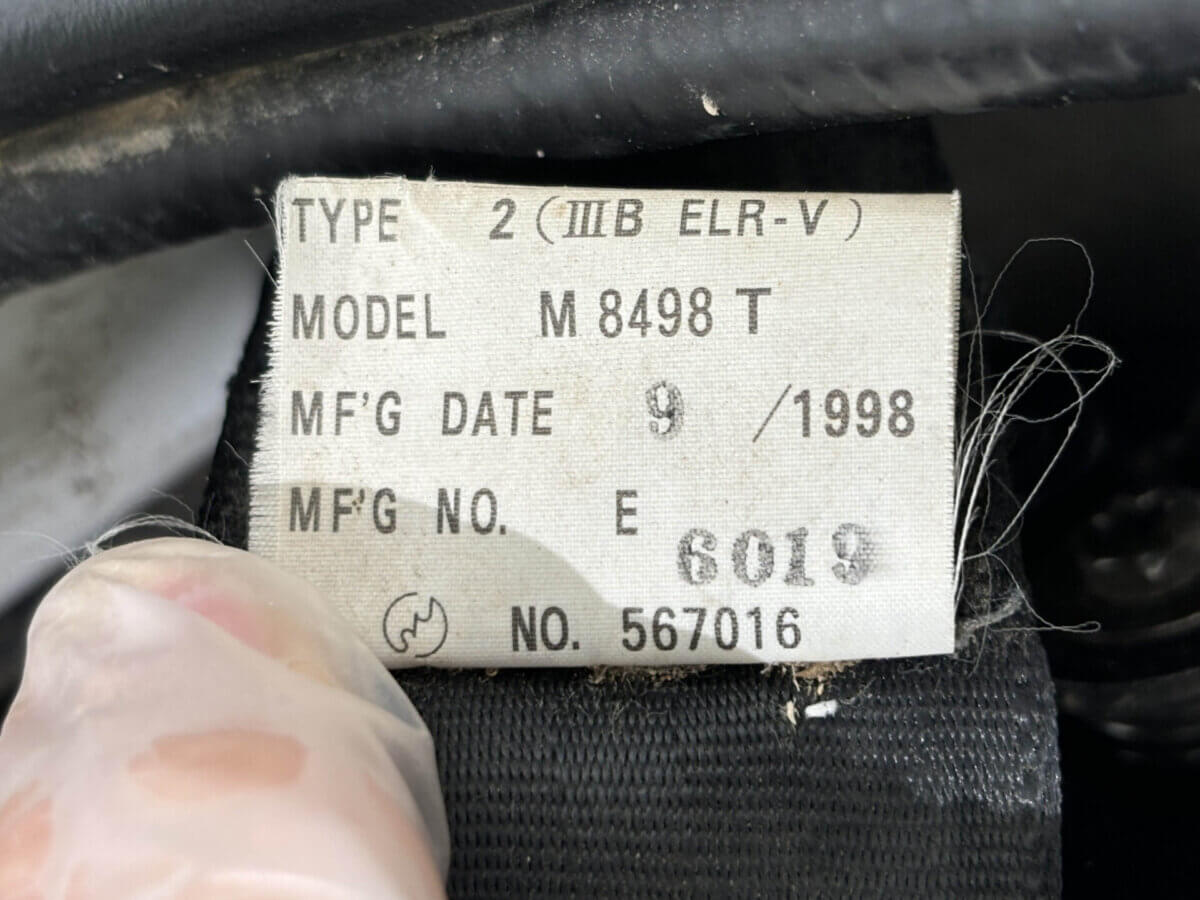 TYPE 2 (ⅢB ELR-V)
MODEL M 8498 T
MF'G DATE 9 /1998
MF'G NO. E 6019
NO. 567016